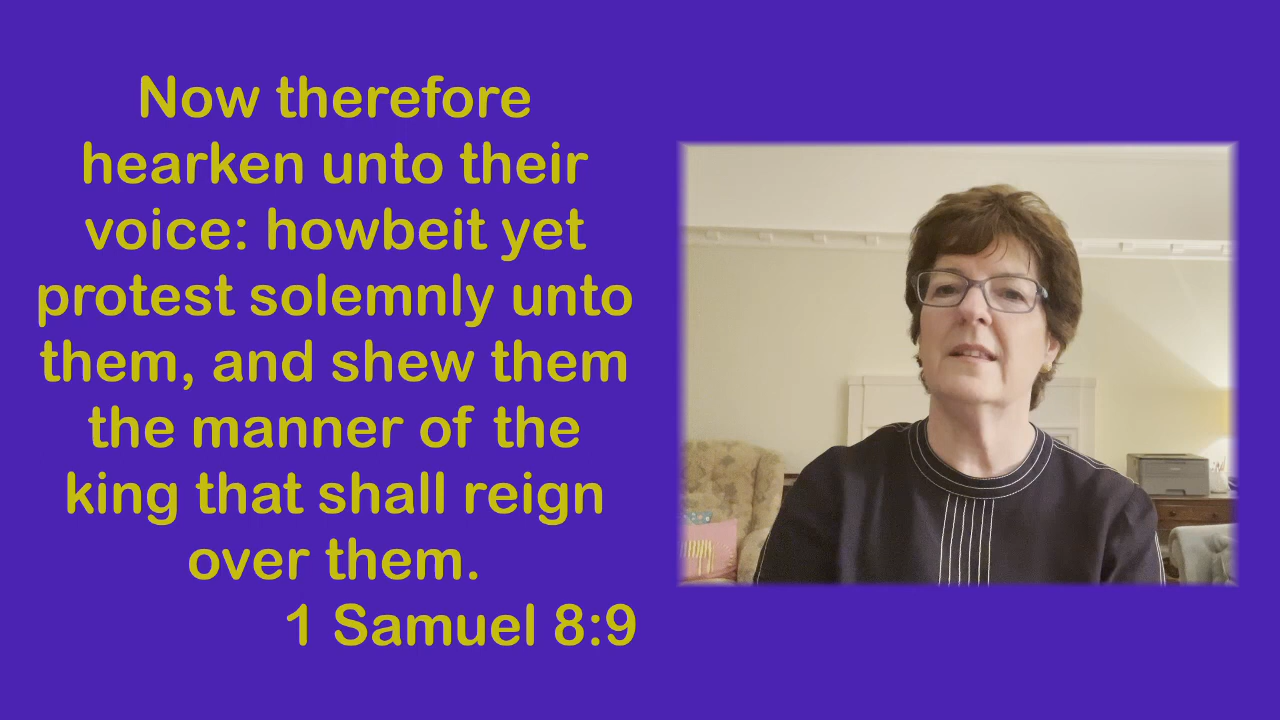 Now therefore
hearken unto their
voice: howbeit yet
protest solemnly unto
them, and shew them
the manner of the
king that shall reign
over them.
1 Samuel 8:9